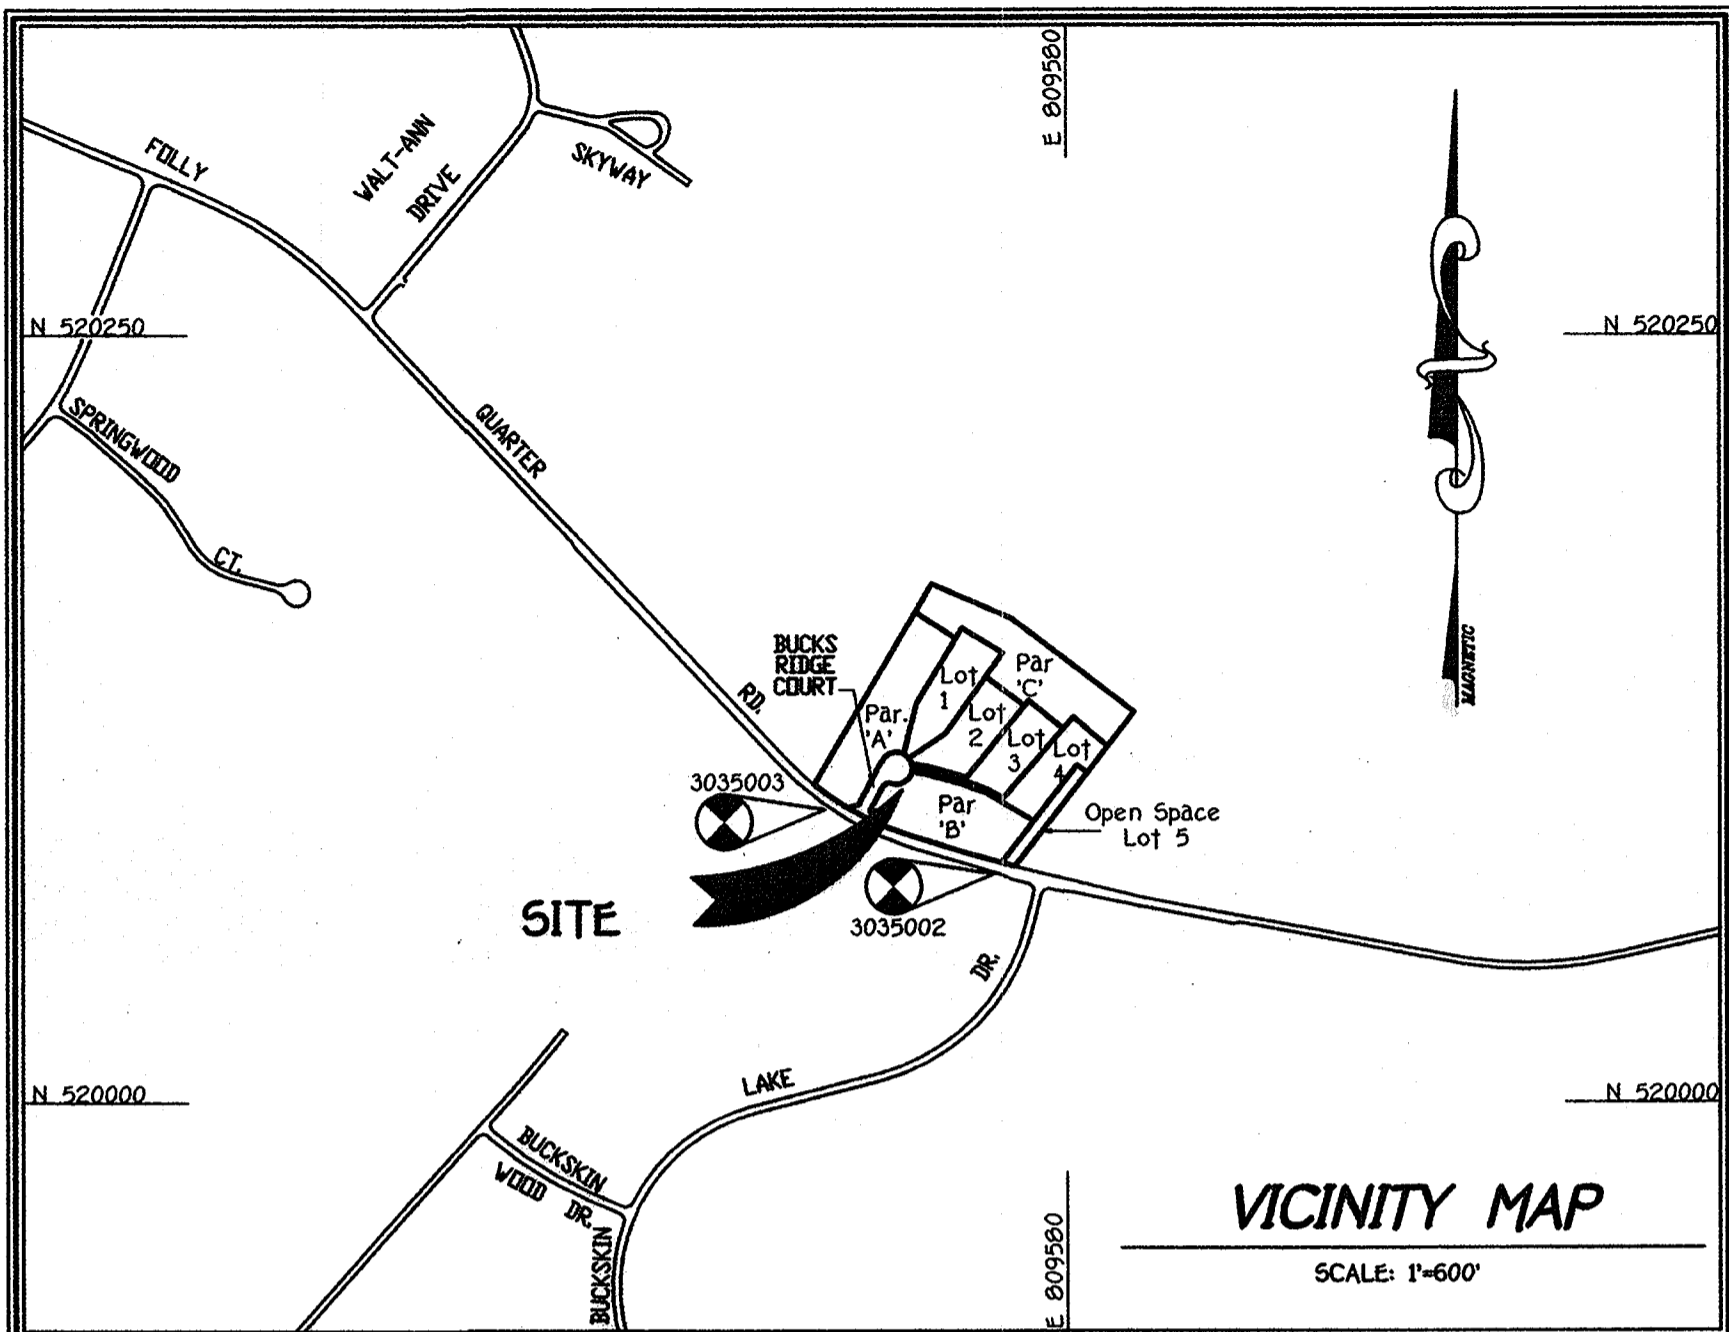 E 809580
FOLLY
WALT-ANN
DRIVE
SKYWAY
N 520250
N 520250
SPRINGWOOD
CT.
QUARTER
RD.
BUCKS
RIDGE
COURT
Par.
'A'
Lot
1
Par
'C'
Lot
2
Lot
3
Lot
4
Par
'B'
Open Space
Lot 5
MAGNETIC
3035003
3035002
SITE
DR.
LAKE
N 520000
N 520000
BUCKSKIN
WOOD DR.
BUCKSKIN
E 809580
VICINITY MAP
SCALE: 1"=600'